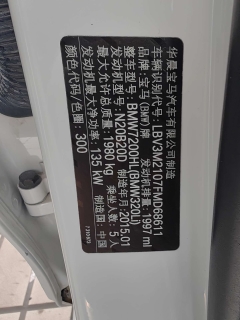 华晨宝马汽车有限公司制造
车辆识别代号: LBV3M2107FMD68611
品牌: 宝马(BMW)牌 发动机排量: 1997 ml
整车型号: BMW7200HL(BMW320Li)
发动机型号: N20B20D 制造年月: 2015.01
最大允许总质量: 1980 kg 乘坐人数: 5人
发动机最大净功率: 135 kW 制造国: 中国
颜色代码/色圈: 300